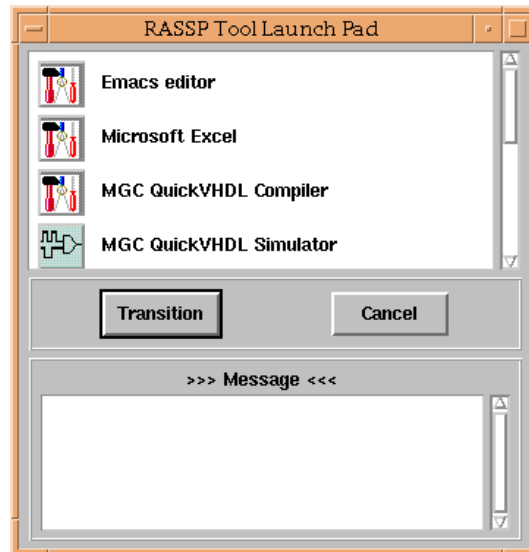 RASSP Tool Launch Pad
Emacs editor
Microsoft Excel
MGC QuickVHDL Compiler
MGC QuickVHDL Simulator
Transition Cancel
>>> Message <<<